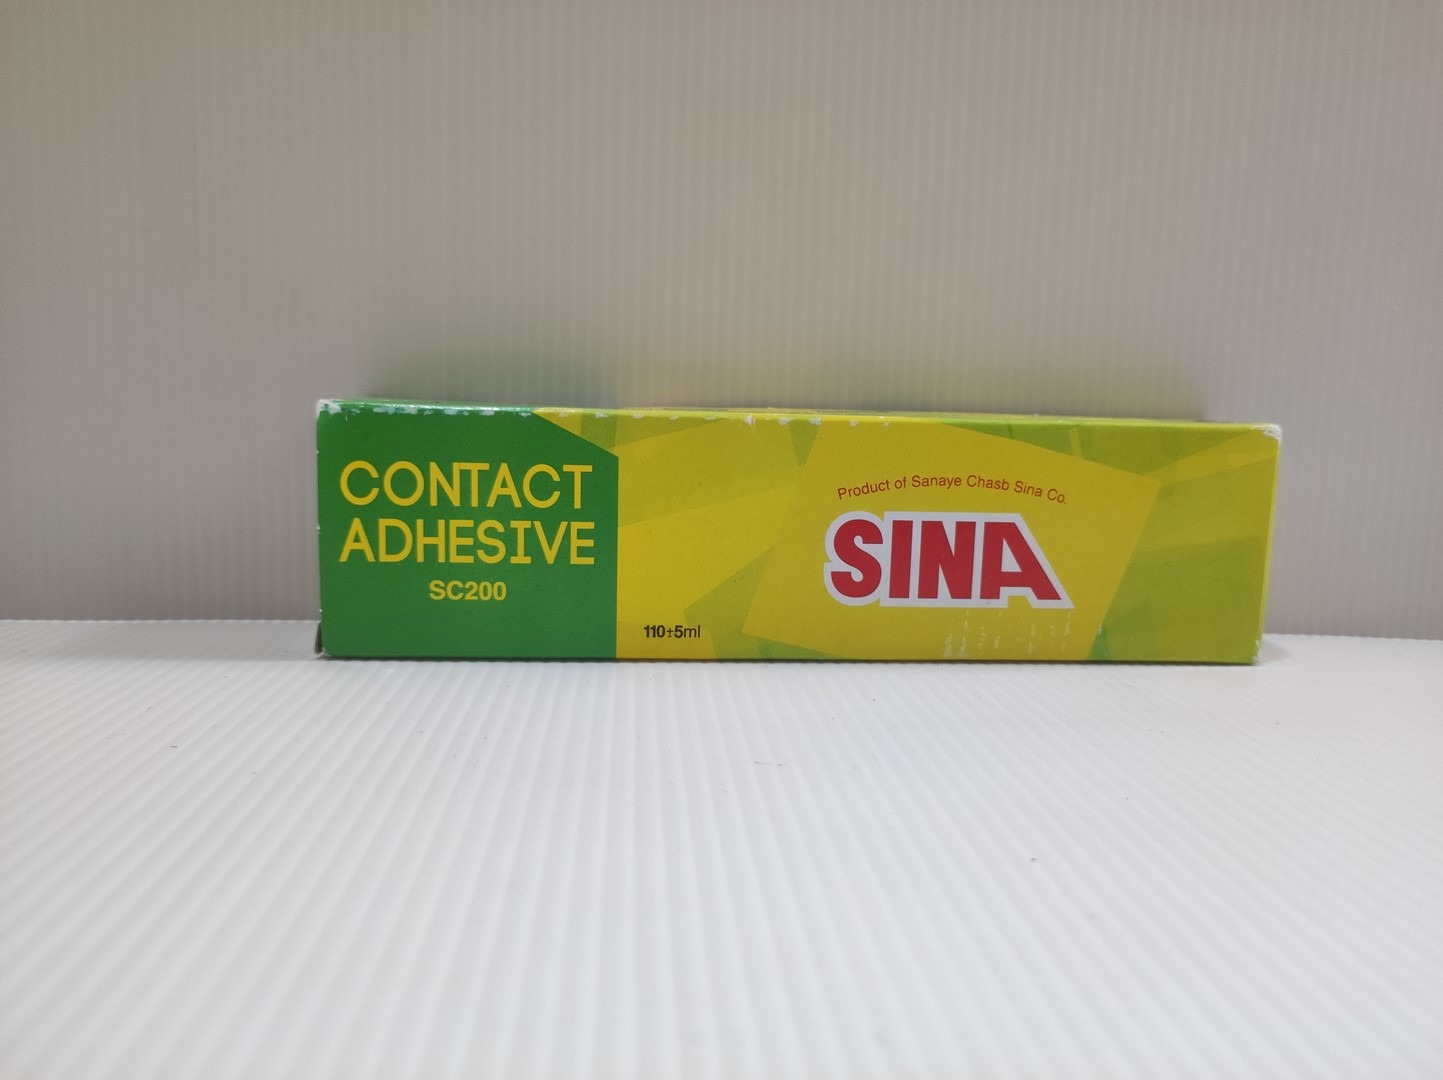 CONTACT
ADHESIVE
SC200
110±5ml
Product of Sanaye Chasb Sina Co.
SINA